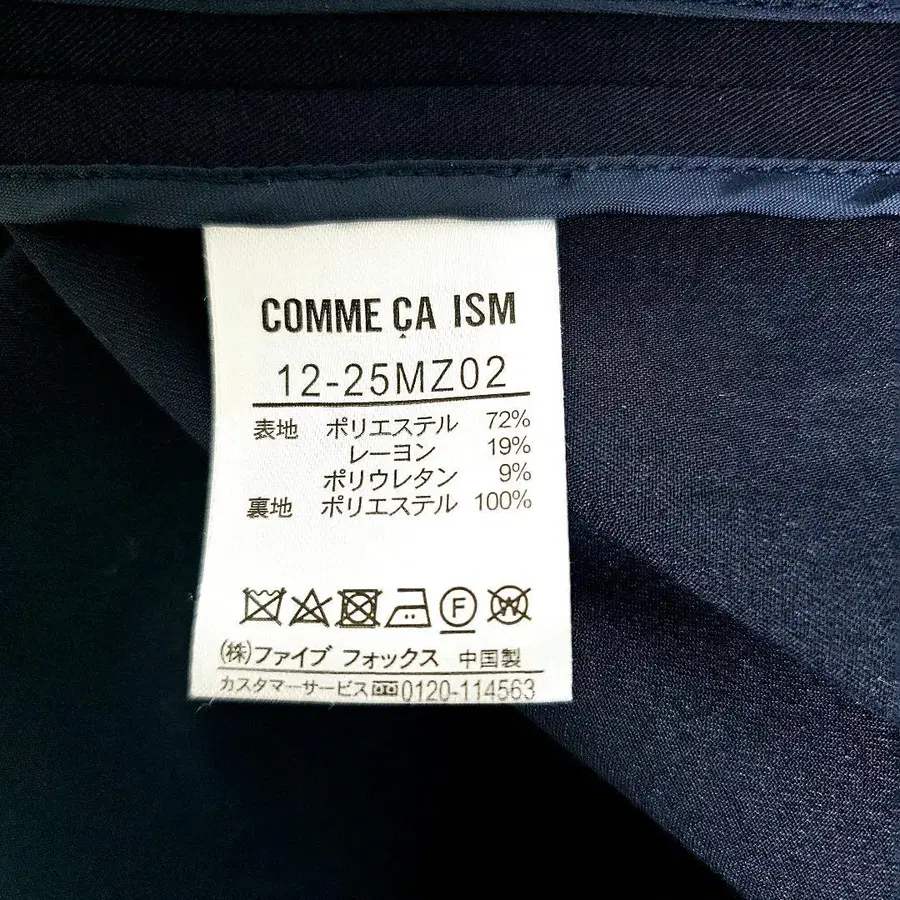 COMME ÇA ISM
12-25MZ02
表地 ポリエステル 72%
レーヨン 19%
ポリウレタン 9%
裏地 ポリエステル 100%
F W
(株)ファイブ フォックス 中国製
カスタマーサービス 0120-114563